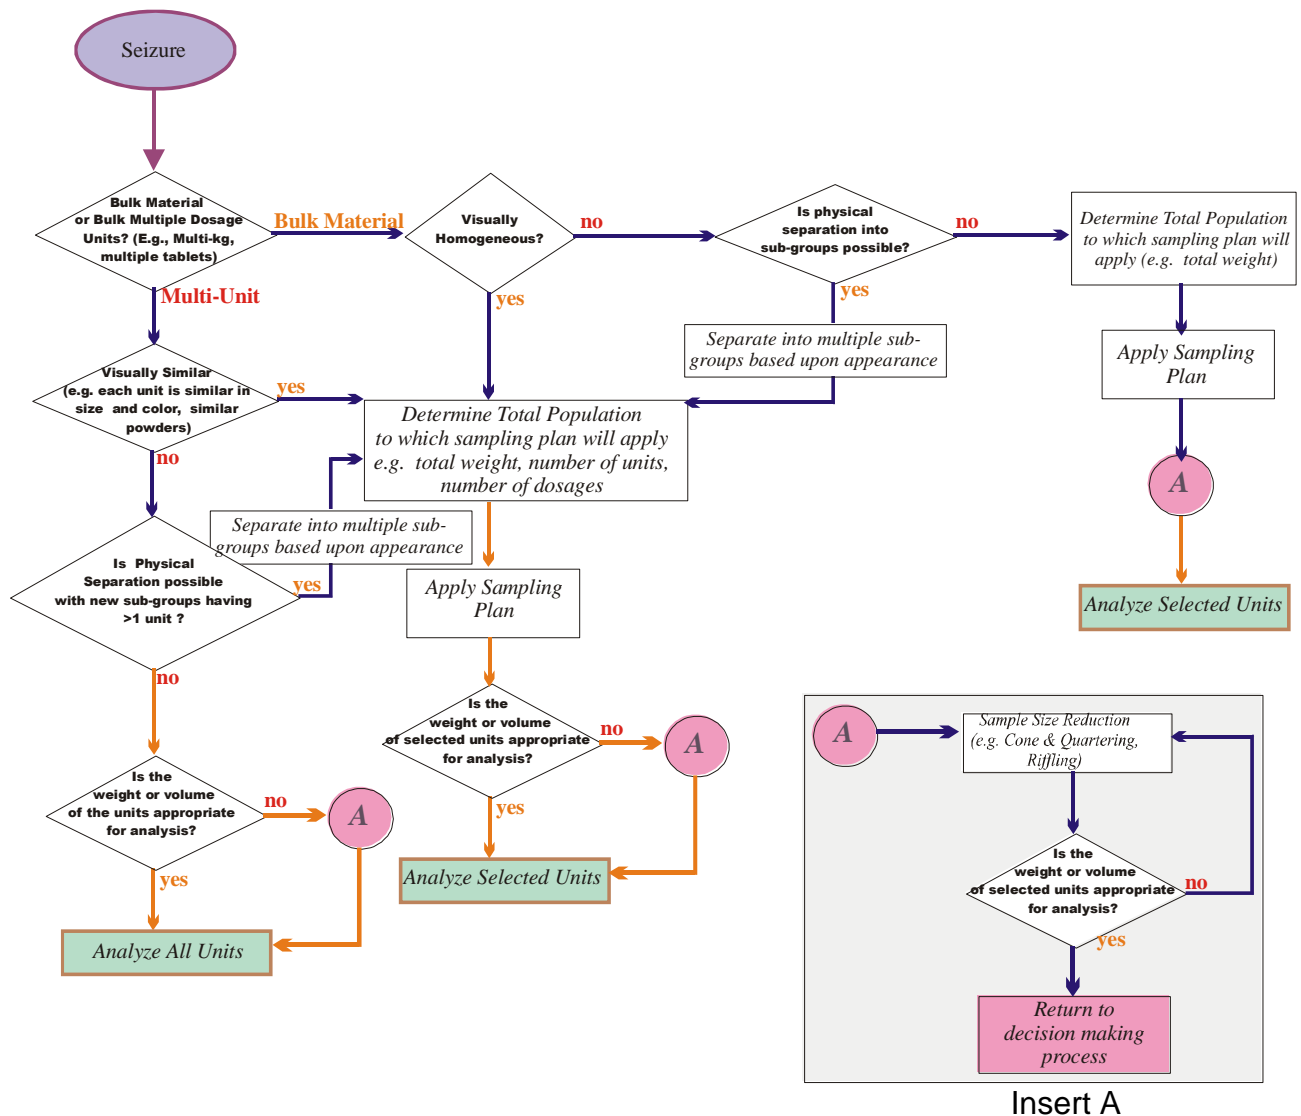 Seizure
Bulk Material
or Bulk Multiple Dosage
Units? (E.g., Multi-kg,
multiple tablets)
Bulk Material
Visually
Homogeneous?
no
Is physical
separation into
sub-groups possible?
no
Determine Total Population
to which sampling plan will
apply (e.g. total weight)
Multi-Unit
yes
yes
Separate into multiple sub-
groups based upon appearance
Apply Sampling
Plan
Visually Similar
(e.g. each unit is similar in
size and color, similar
powders)
yes
Determine Total Population
to which sampling plan will apply
e.g. total weight, number of units,
number of dosages
no
A
Separate into multiple sub-
groups based upon appearance
Is Physical
Separation possible
with new sub-groups having
>1 unit ?
yes
Apply Sampling
Plan
Analyze Selected Units
no
Is the
weight or volume
of selected units appropriate
for analysis?
no
A
yes
Is the
weight or volume
of the units appropriate
for analysis?
no
A
yes
Analyze Selected Units
Analyze All Units
A
Sample Size Reduction
(e.g. Cone & Quartering,
Riffling)
Is the
weight or volume
of selected units appropriate
for analysis?
no
yes
Return to
decision making
process
Insert A